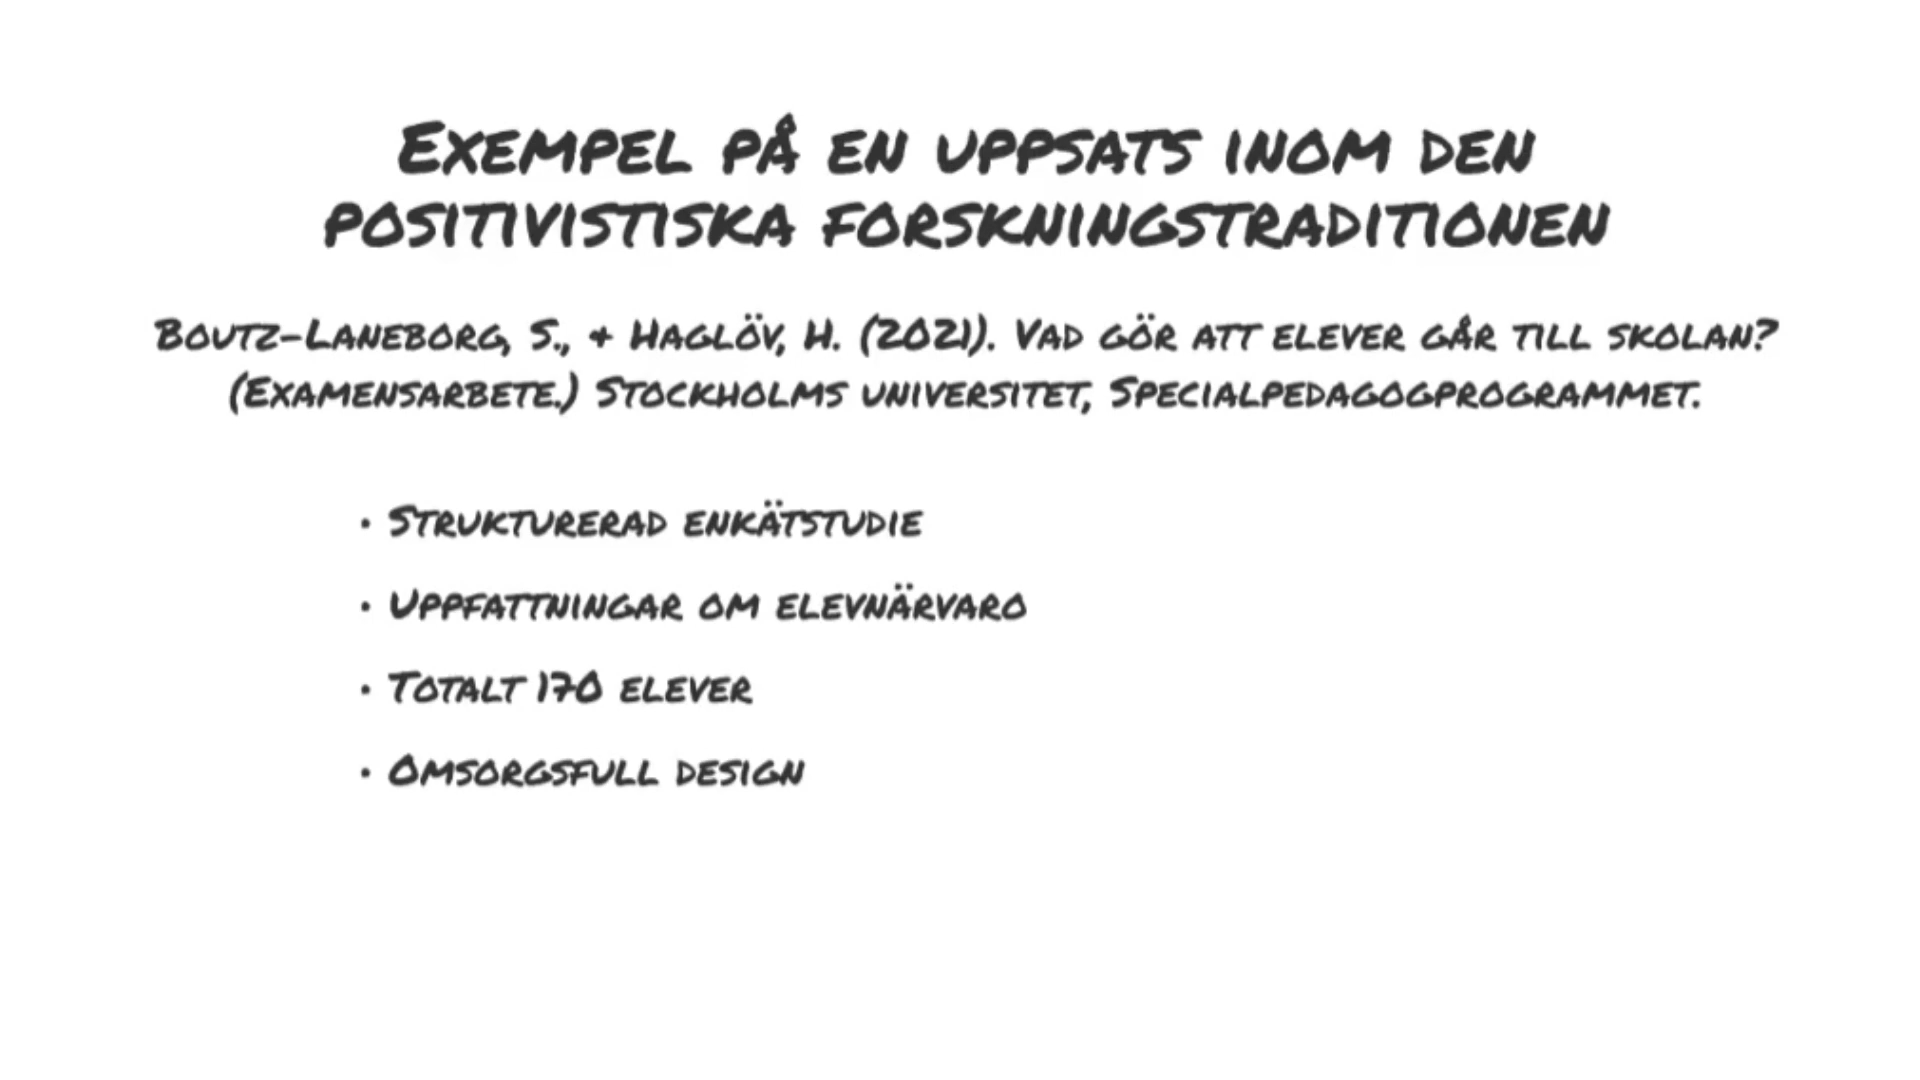 Exempel på en uppsats inom den
positivistiska forskningstraditionen
Boutz-Laneborg, S., & Haglöv, H. (2021). Vad gör att elever går till skolan?
(Examensarbete.) Stockholms universitet, Specialpedagogprogrammet.
• Strukturerad enkätstudie
• Uppfattningar om elevnärvaro
• Totalt 170 elever
• Omsorgsfull design